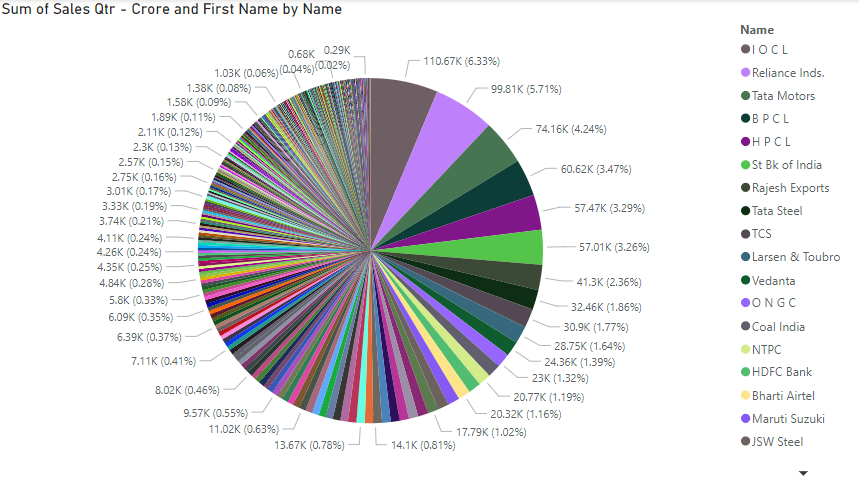 Sum of Sales Qtr - Crore and First Name by Name
Name
I O C L
Reliance Inds.
Tata Motors
B P C L
H P C L
St Bk of India
Rajesh Exports
Tata Steel
TCS
Larsen & Toubro
Vedanta
O N G C
Coal India
NTPC
HDFC Bank
Bharti Airtel
Maruti Suzuki
JSW Steel
110.67K (6.33%)
99.81K (5.71%)
74.16K (4.24%)
60.62K (3.47%)
57.47K (3.29%)
57.01K (3.26%)
41.3K (2.36%)
32.46K (1.86%)
30.9K (1.77%)
28.75K (1.64%)
24.36K (1.39%)
23K (1.32%)
20.77K (1.19%)
20.32K (1.16%)
17.79K (1.02%)
14.1K (0.81%)
13.67K (0.78%)
11.02K (0.63%)
9.57K (0.55%)
8.02K (0.46%)
7.11K (0.41%)
6.39K (0.37%)
6.09K (0.35%)
5.8K (0.33%)
4.84K (0.28%)
4.35K (0.25%)
4.26K (0.24%)
4.11K (0.24%)
3.74K (0.21%)
3.33K (0.19%)
3.01K (0.17%)
2.75K (0.16%)
2.57K (0.15%)
2.3K (0.13%)
2.11K (0.12%)
1.89K (0.11%)
1.58K (0.09%)
1.38K (0.08%)
1.03K (0.06%)
0.68K
(0.04%)
0.29K
(0.02%)